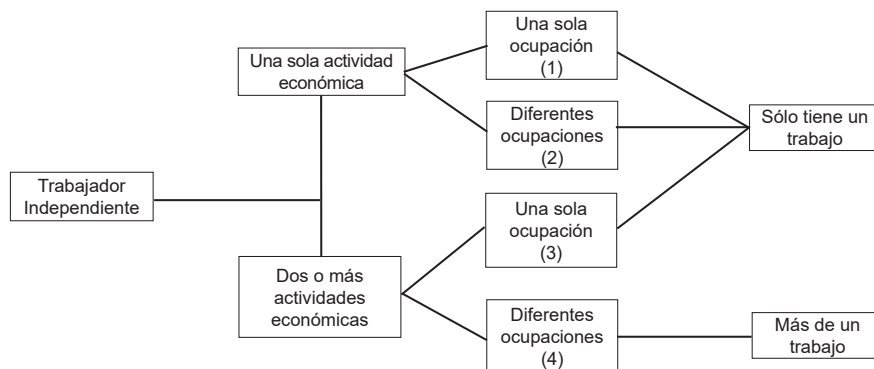 Trabajador
Independiente
Una sola actividad
económica
Dos o más
actividades
económicas
Una sola
ocupación
(1)
Diferentes
ocupaciones
(2)
Una sola
ocupación
(3)
Diferentes
ocupaciones
(4)
Sólo tiene un
trabajo
Más de un
trabajo